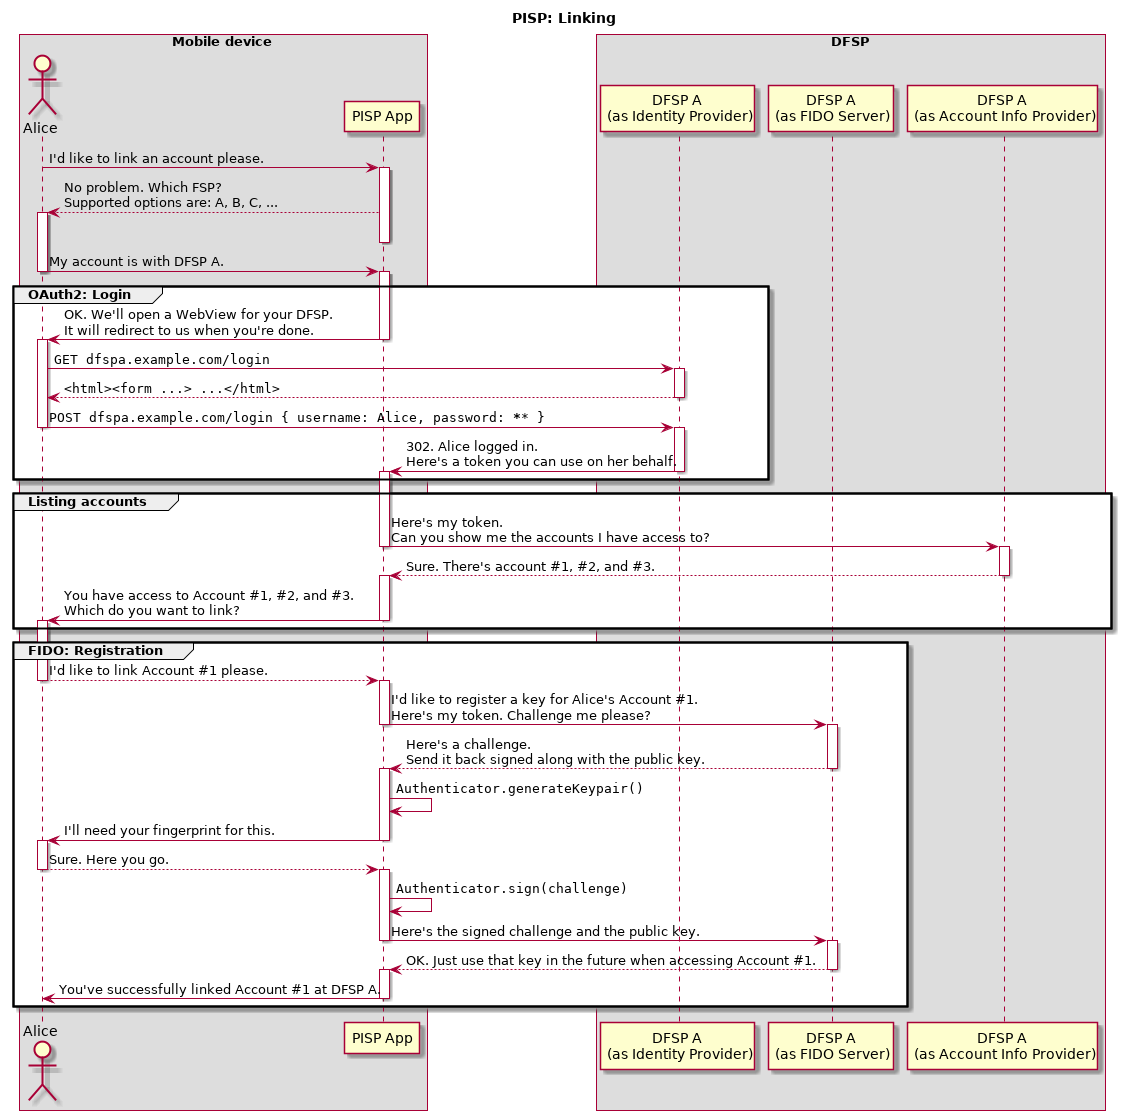 PISP: Linking
Mobile device
DFSP
Alice
PISP App
DFSP A
(as Identity Provider)
DFSP A
(as FIDO Server)
DFSP A
(as Account Info Provider)
I'd like to link an account please.
No problem. Which FSP?
Supported options are: A, B, C, ...
My account is with DFSP A.
OAuth2: Login
OK. We'll open a WebView for your DFSP.
It will redirect to us when you're done.
GET dfspa.example.com/login
<html><form ...> ...</html>
POST dfspa.example.com/login { username: Alice, password: ** }
302. Alice logged in.
Here's a token you can use on her behalf.
Listing accounts
Here's my token.
Can you show me the accounts I have access to?
Sure. There's account #1, #2, and #3.
You have access to Account #1, #2, and #3.
Which do you want to link?
FIDO: Registration
I'd like to link Account #1 please.
I'd like to register a key for Alice's Account #1.
Here's my token. Challenge me please?
Here's a challenge.
Send it back signed along with the public key.
Authenticator.generateKeypair()
I'll need your fingerprint for this.
Sure. Here you go.
Authenticator.sign(challenge)
Here's the signed challenge and the public key.
OK. Just use that key in the future when accessing Account #1.
You've successfully linked Account #1 at DFSP A.
Alice
PISP App
DFSP A
(as Identity Provider)
DFSP A
(as FIDO Server)
DFSP A
(as Account Info Provider)